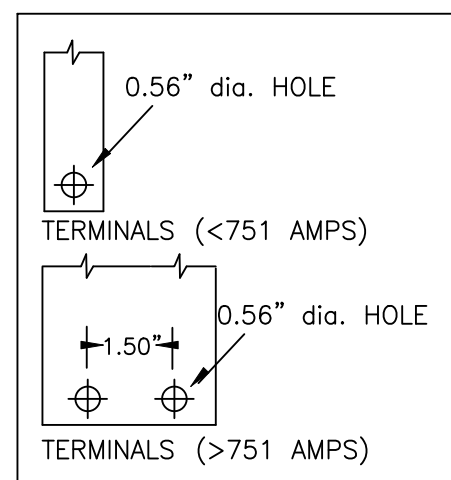 0.56" dia. HOLE
TERMINALS (<751 AMPS)
0.56" dia. HOLE
1.50"
TERMINALS (>751 AMPS)